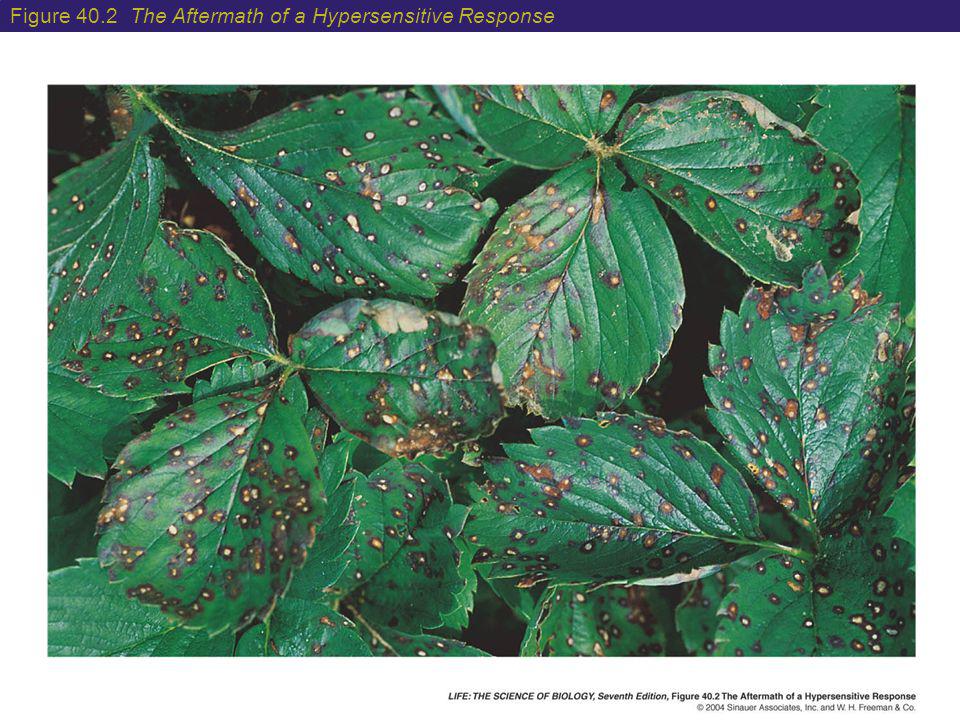 Figure 40.2 The Aftermath of a Hypersensitive Response
LIFE: THE SCIENCE OF BIOLOGY, Seventh Edition, Figure 40.2 The Aftermath of a Hypersensitive Response
© 2004 Sinauer Associates, Inc. and W. H. Freeman & Co.